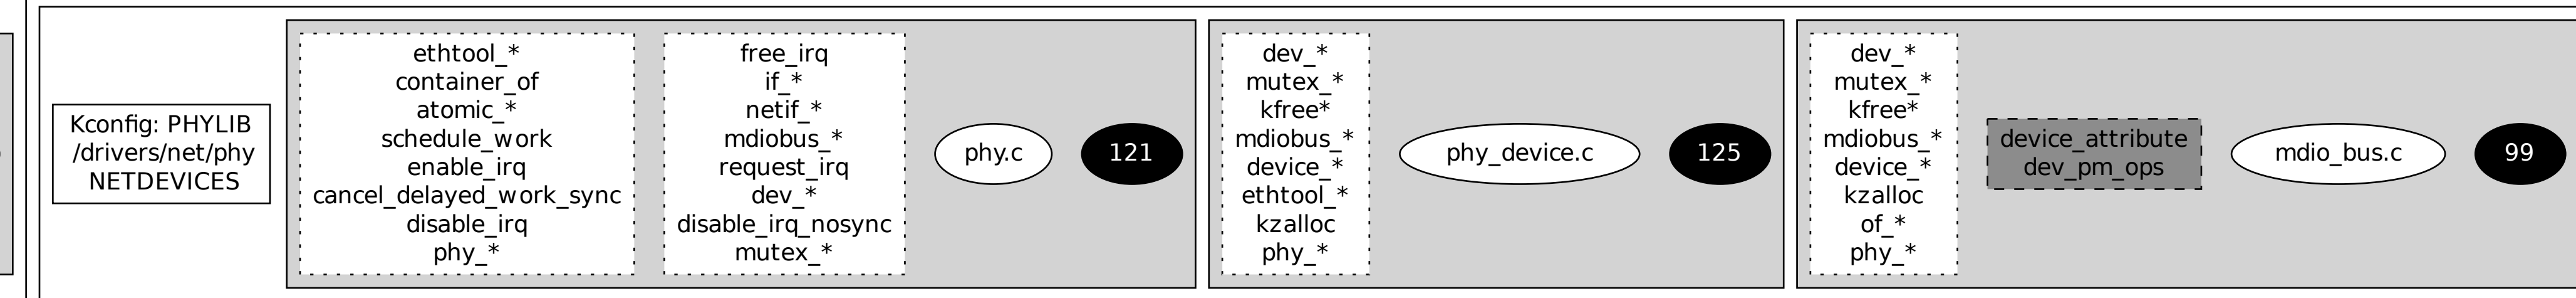 Kconfig: PHYLIB
/drivers/net/phy
NETDEVICES
ethtool_*
container_of
atomic_*
schedule_work
enable_irq
cancel_delayed_work_sync
disable_irq
phy_*
free_irq
if_*
netif_*
mdiobus_*
request_irq
dev_*
disable_irq_nosync
mutex_*
phy.c
121
dev_*
mutex_*
kfree*
mdiobus_*
device_*
ethtool_*
kzalloc
phy_*
phy_device.c
125
dev_*
mutex_*
kfree*
mdiobus_*
device_*
kzalloc
of_*
phy_*
device_attribute
dev_pm_ops
mdio_bus.c
99